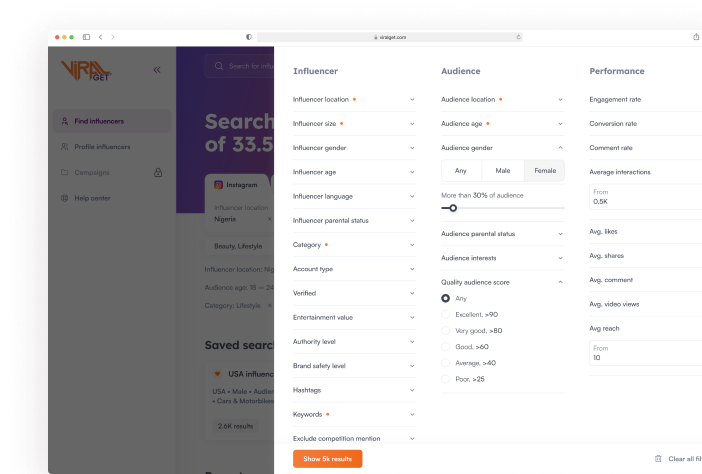 viralget.com
VIRAL
GET
Find influencers
Profile influencers
Campaigns
Help center
Search for influ
Search
of 33.5
Instagram
Influencer location
Nigeria ×
Beauty, Lifestyle
Influencer location: Nig
Audience age: 18 – 24
Category: Lifestyle ×
Saved searc
USA influenc
USA • Male • Audien
• Cars & Motorbikes
2.6K results
Influencer
Influencer location
Influencer size
Influencer gender
Influencer age
Influencer language
Influencer parental status
Category
Account type
Verified
Entertainment value
Authority level
Brand safety level
Hashtags
Keywords
Exclude competition mention
Audience
Audience location
Audience age
Audience gender
Any Male Female
More than 30% of audience
Audience parental status
Audience interests
Quality audience score
Any
Excellent, >90
Very good, >80
Good, >60
Average, >40
Poor, >25
Performance
Engagement rate
Conversion rate
Comment rate
Average interactions
From
0,5K
Avg. likes
Avg. shares
Avg. comment
Avg. video views
Avg reach
From
10
Show 5k results
Clear all fil